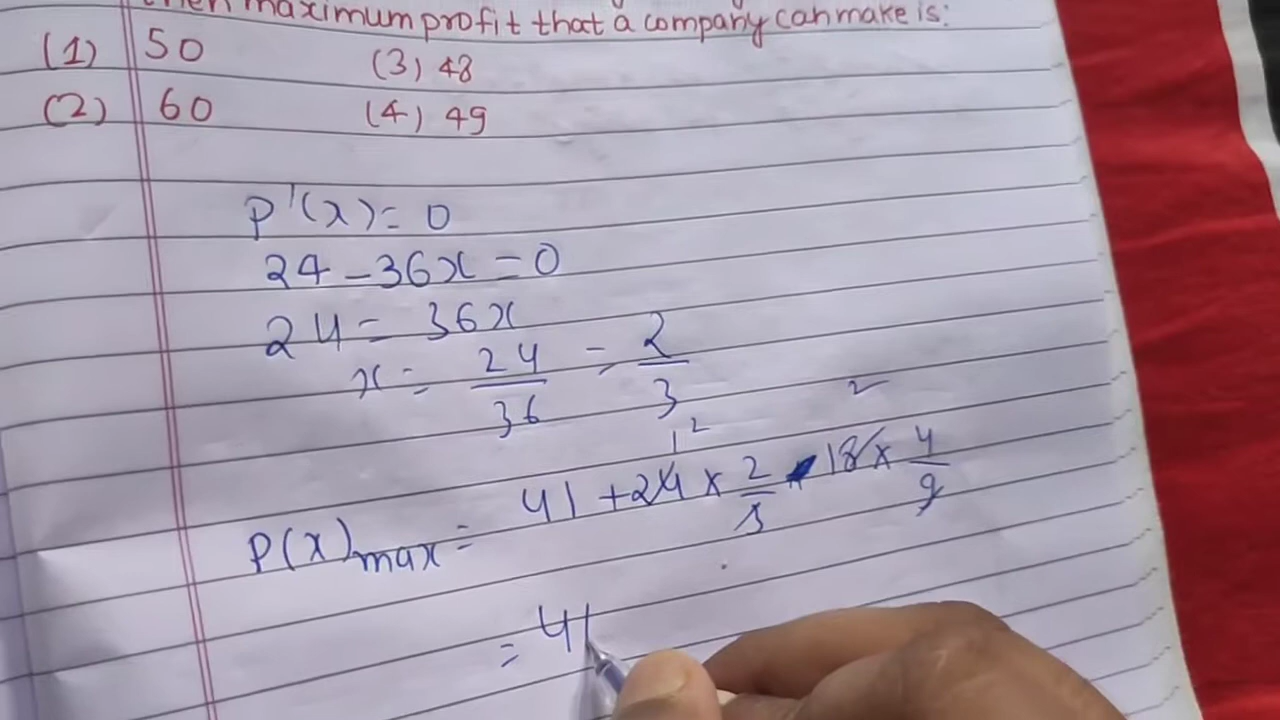 then maximum profit that a company can make is:
(1) 50 (3) 48
(2) 60 (4) 49
P'(x) = 0
24 - 36x = 0
24 = 36x
x = 24/36 = 2/3
P(x)max = 41 + 24 × 2/3 - 18 × 4/9
= 41